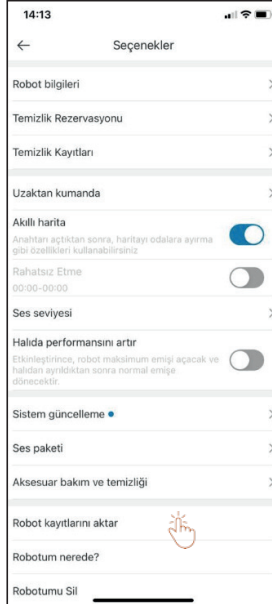 14:13
Seçenekler
Robot bilgileri
Temizlik Rezervasyonu
Temizlik Kayıtları
Uzaktan kumanda
Akıllı harita
Anahtarı açtıktan sonra, haritayı odalara ayırma
gibi özellikleri kullanabilirsiniz
Rahatsız Etme
00:00-00:00
Ses seviyesi
Halıda performansını artır
Etkinleştirince, robot maksimum emişi açacak ve
halıdan ayrıldıktan sonra normal emişe
dönecektir.
Sistem güncelleme
Ses paketi
Aksesuar bakım ve temizliği
Robot kayıtlarını aktar
Robotum nerede?
Robotumu Sil